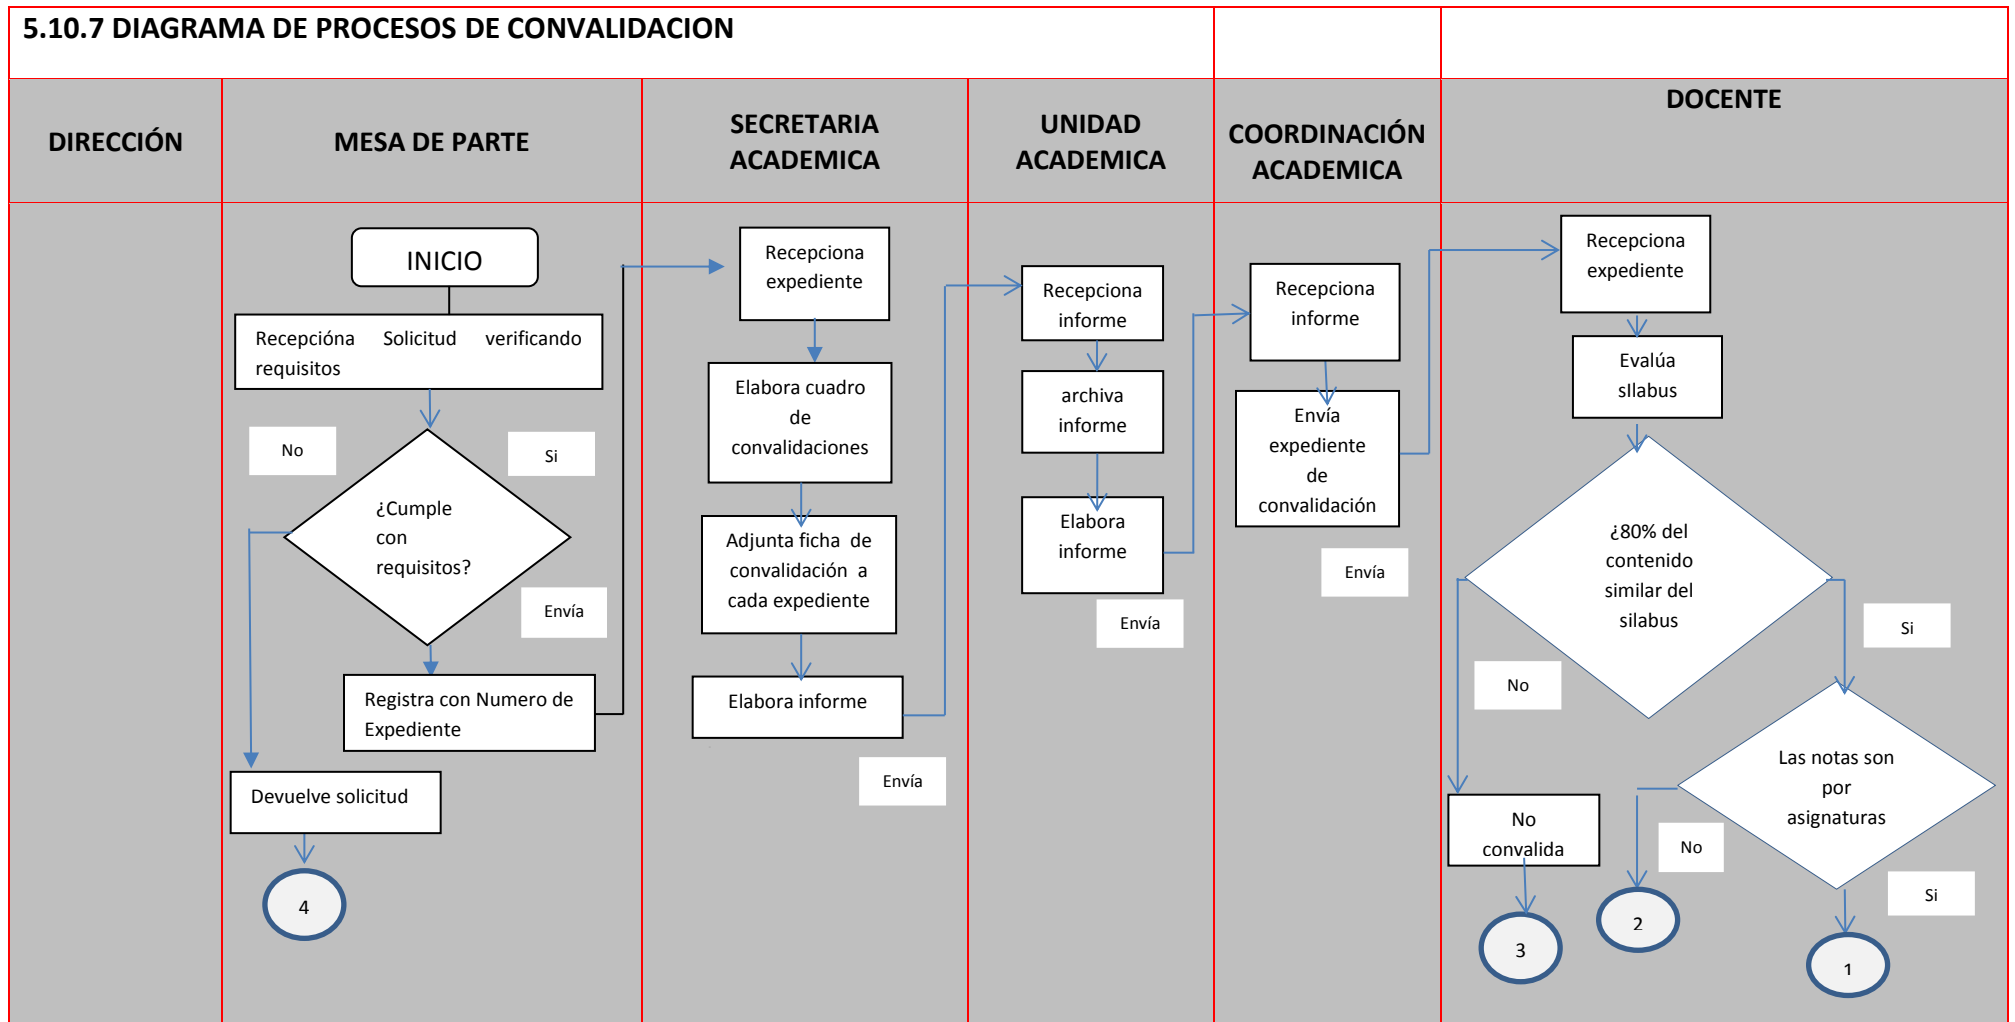 5.10.7 DIAGRAMA DE PROCESOS DE CONVALIDACION
DIRECCIÓN
MESA DE PARTE
SECRETARIA
ACADEMICA
UNIDAD
ACADEMICA
COORDINACIÓN
ACADEMICA
DOCENTE
INICIO
Recepcióna Solicitud verificando
requisitos
No
Si
¿Cumple
con
requisitos?
Envía
Registra con Numero de
Expediente
Devuelve solicitud
4
Recepciona
expediente
Elabora cuadro
de
convalidaciones
Adjunta ficha de
convalidación a
cada expediente
Elabora informe
Envía
Recepciona
informe
archiva
informe
Elabora
informe
Envía
Recepciona
informe
Envía
expediente
de
convalidación
Envía
Recepciona
expediente
Evalúa
sIlabus
¿80% del
contenido
similar del
silabus
Si
No
Las notas son
por
asignaturas
No
convalida
No
Si
3
2
1